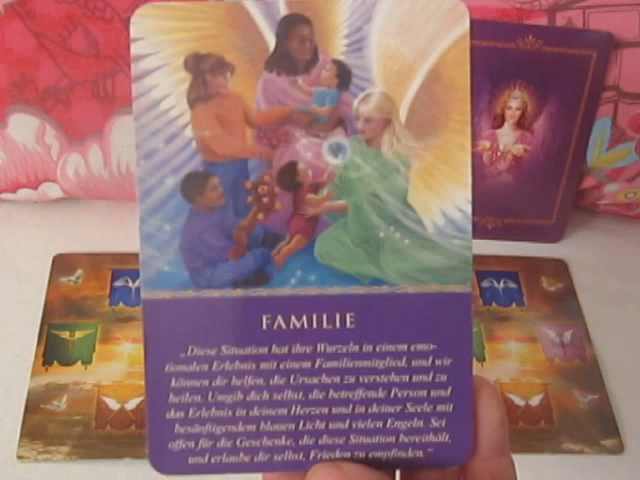 FAMILIE
„Diese Situation hat ihre Wurzeln in einem emo-
tionalen Erlebnis mit einem Familienmitglied, und wir
können dir helfen, die Ursachen zu verstehen und zu
heilen. Umgib dich selbst, die betreffende Person und
das Erlebnis in deinem Herzen und in deiner Seele mit
besänftigendem blauen Licht und vielen Engeln. Sei
offen für die Geschenke, die diese Situation bereithält,
und erlaube dir selbst, Frieden zu empfinden.“